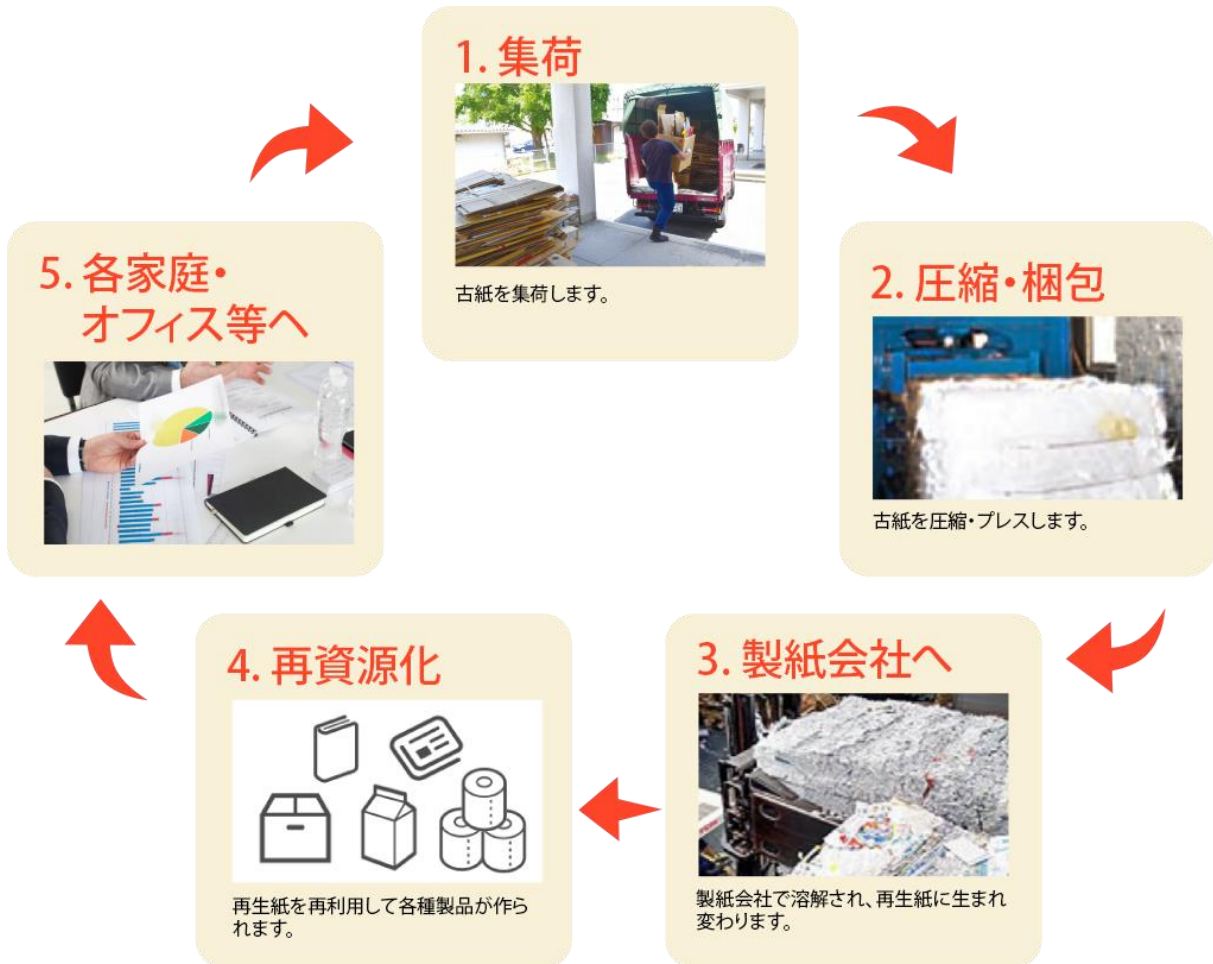 1. 集荷
古紙を集荷します。
2. 圧縮・梱包
古紙を圧縮・プレスします。
3. 製紙会社へ
製紙会社で溶解され、再生紙に生まれ
変わります。
4. 再資源化
再生紙を再利用して各種製品が作ら
れます。
5. 各家庭・
オフィス等へ